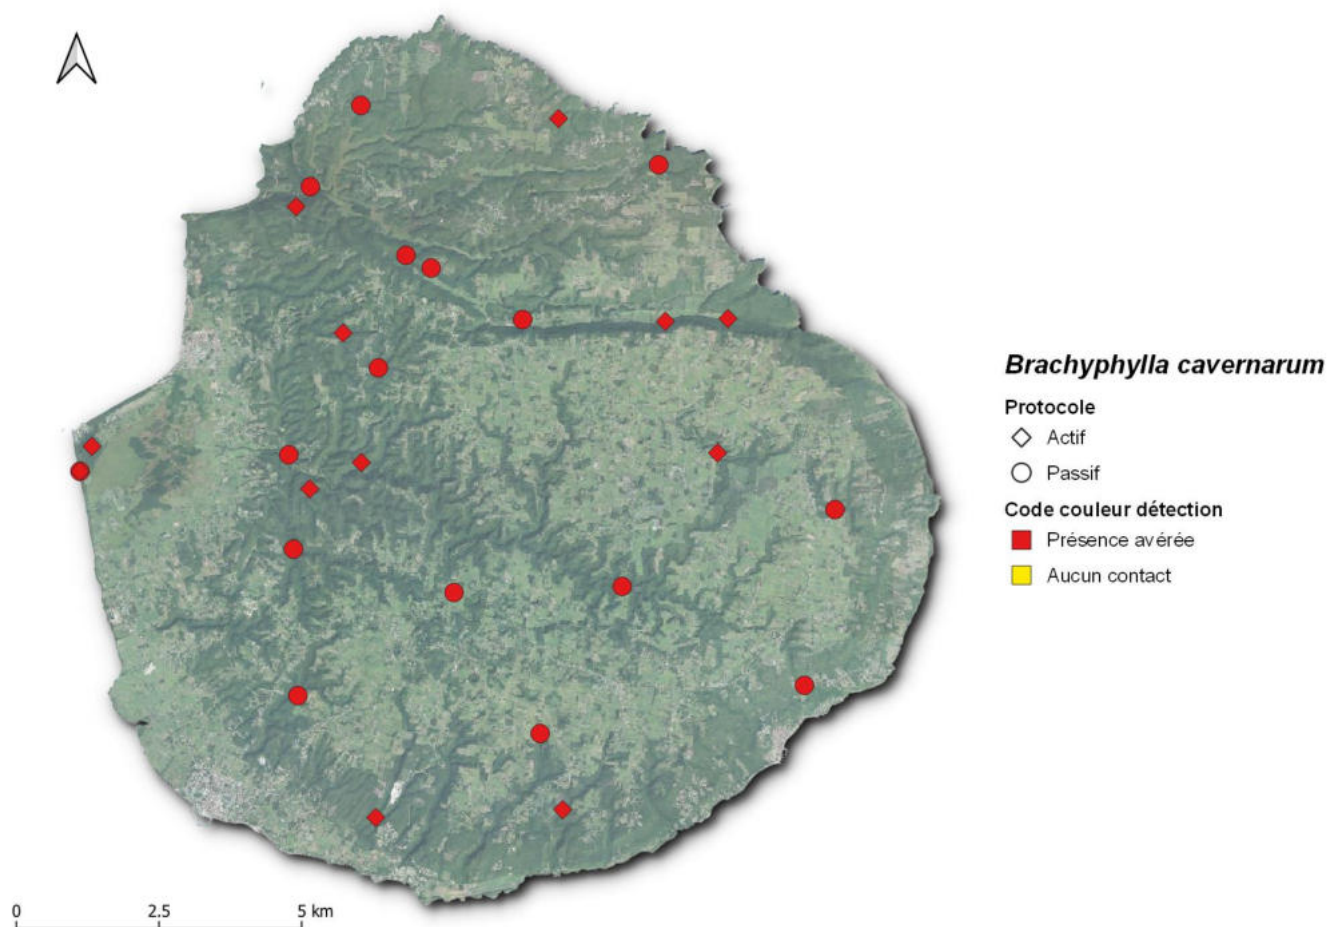 Brachyphylla cavernarum
Protocole
Actif
Passif
Code couleur détection
Présence avérée
Aucun contact
0 2.5 5 km